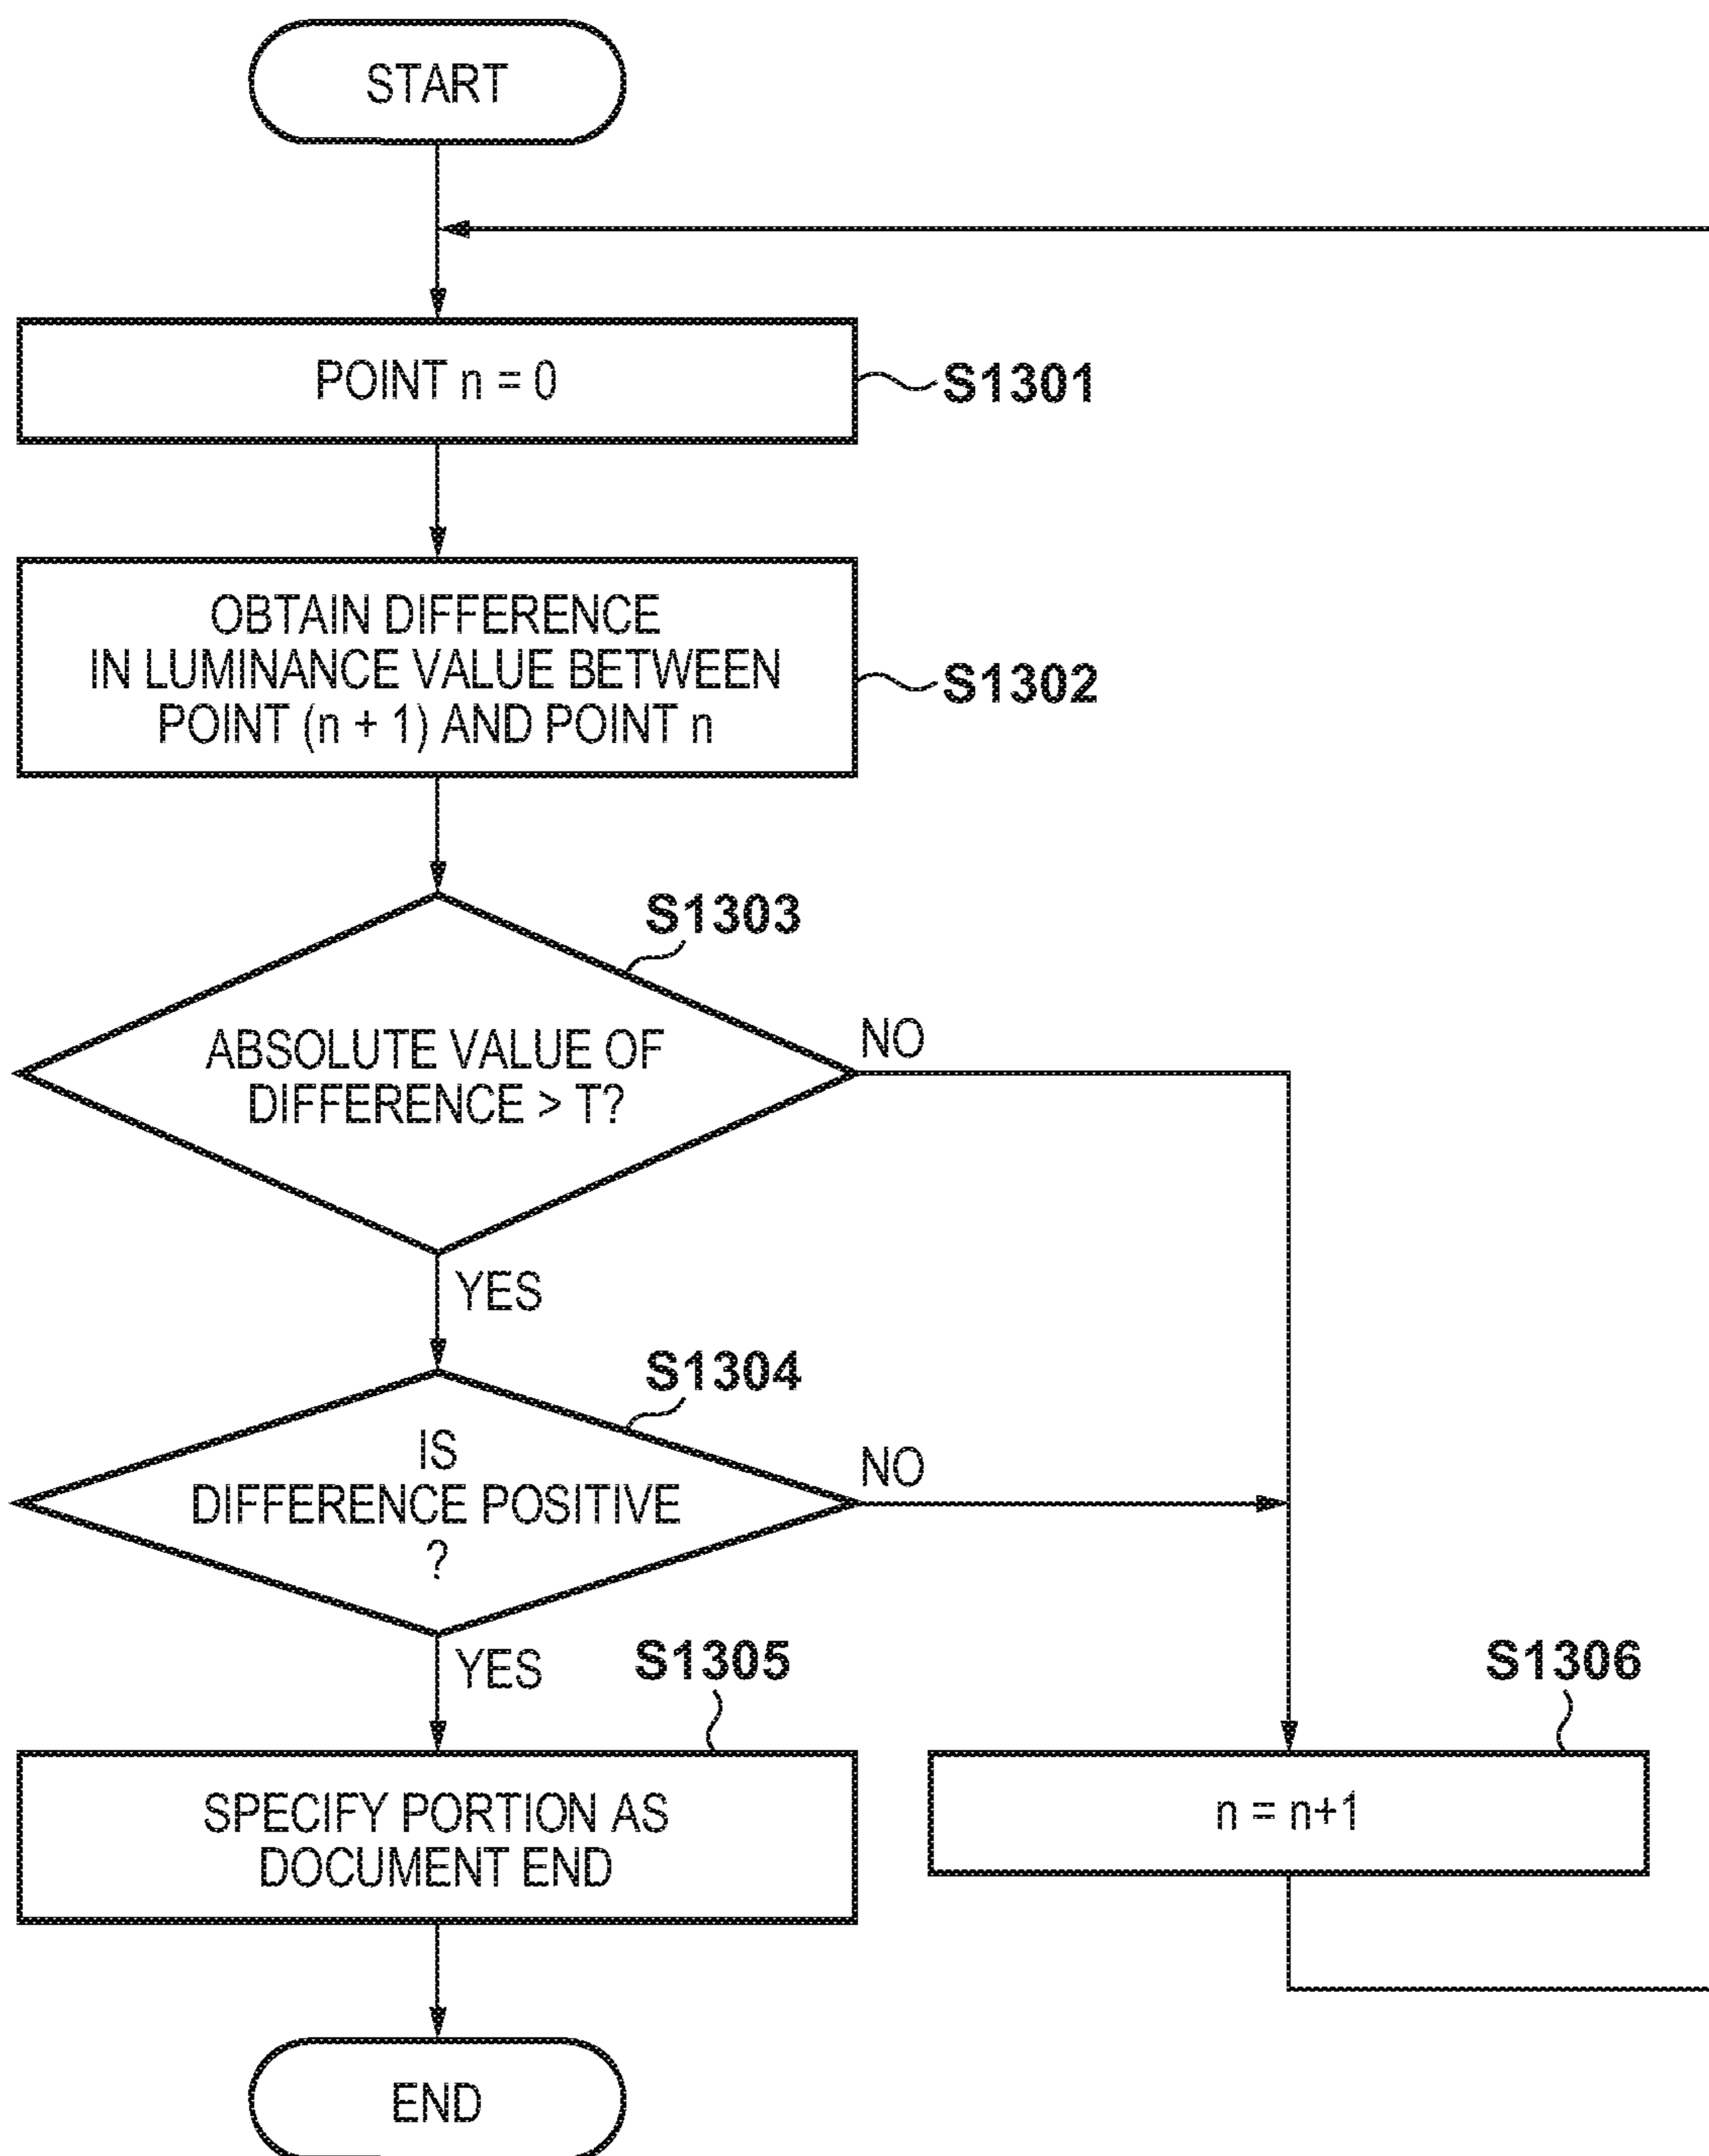 START
POINT n = 0
S1301
OBTAIN DIFFERENCE
IN LUMINANCE VALUE BETWEEN
POINT (n + 1) AND POINT n
S1302
S1303
ABSOLUTE VALUE OF
DIFFERENCE > T?
NO
YES
S1304
IS
DIFFERENCE POSITIVE
?
NO
YES
S1305
S1306
SPECIFY PORTION AS
DOCUMENT END
n = n+1
END